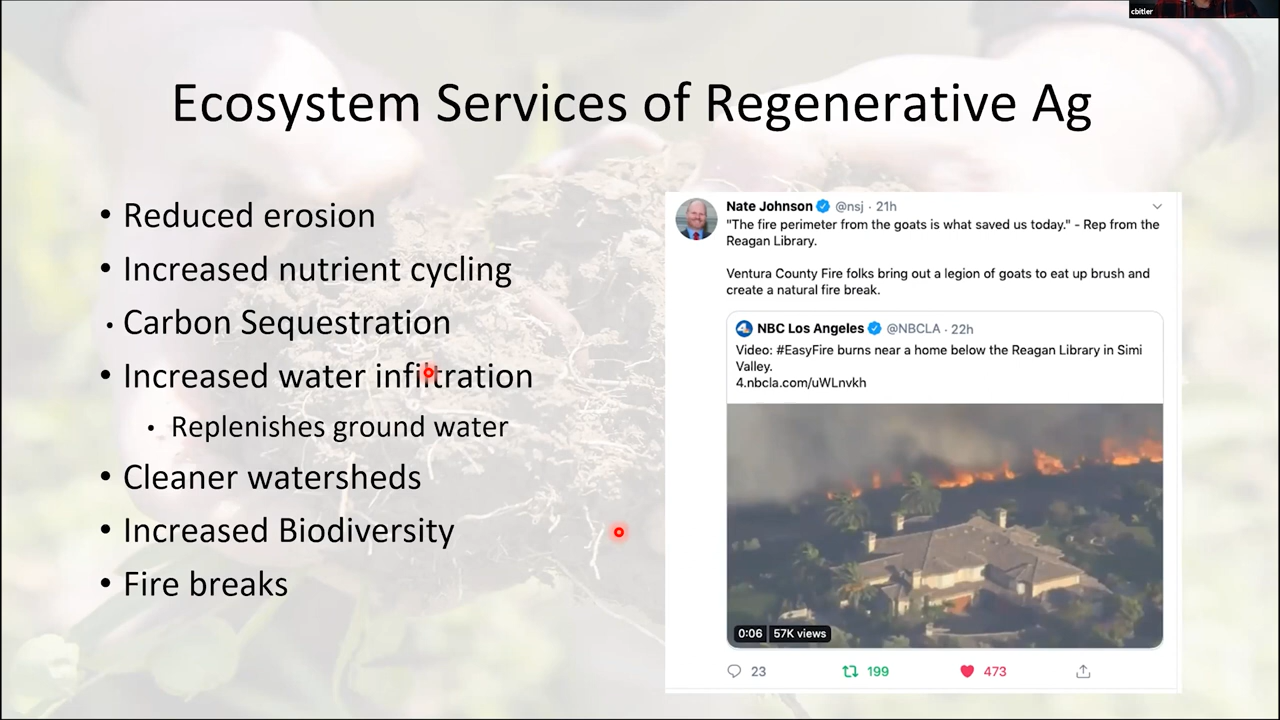 cbitler
Ecosystem Services of Regenerative Ag
• Reduced erosion
• Increased nutrient cycling
• Carbon Sequestration
• Increased water infiltration
• Replenishes ground water
• Cleaner watersheds
• Increased Biodiversity
• Fire breaks
Nate Johnson @nsj · 21h
"The fire perimeter from the goats is what saved us today." - Rep from the
Reagan Library.
Ventura County Fire folks bring out a legion of goats to eat up brush and
create a natural fire break.
NBC Los Angeles @NBCLA · 22h
Video: #EasyFire burns near a home below the Reagan Library in Simi
Valley.
4.nbcla.com/uWLnvkh
0:06 57K views
23 199 473